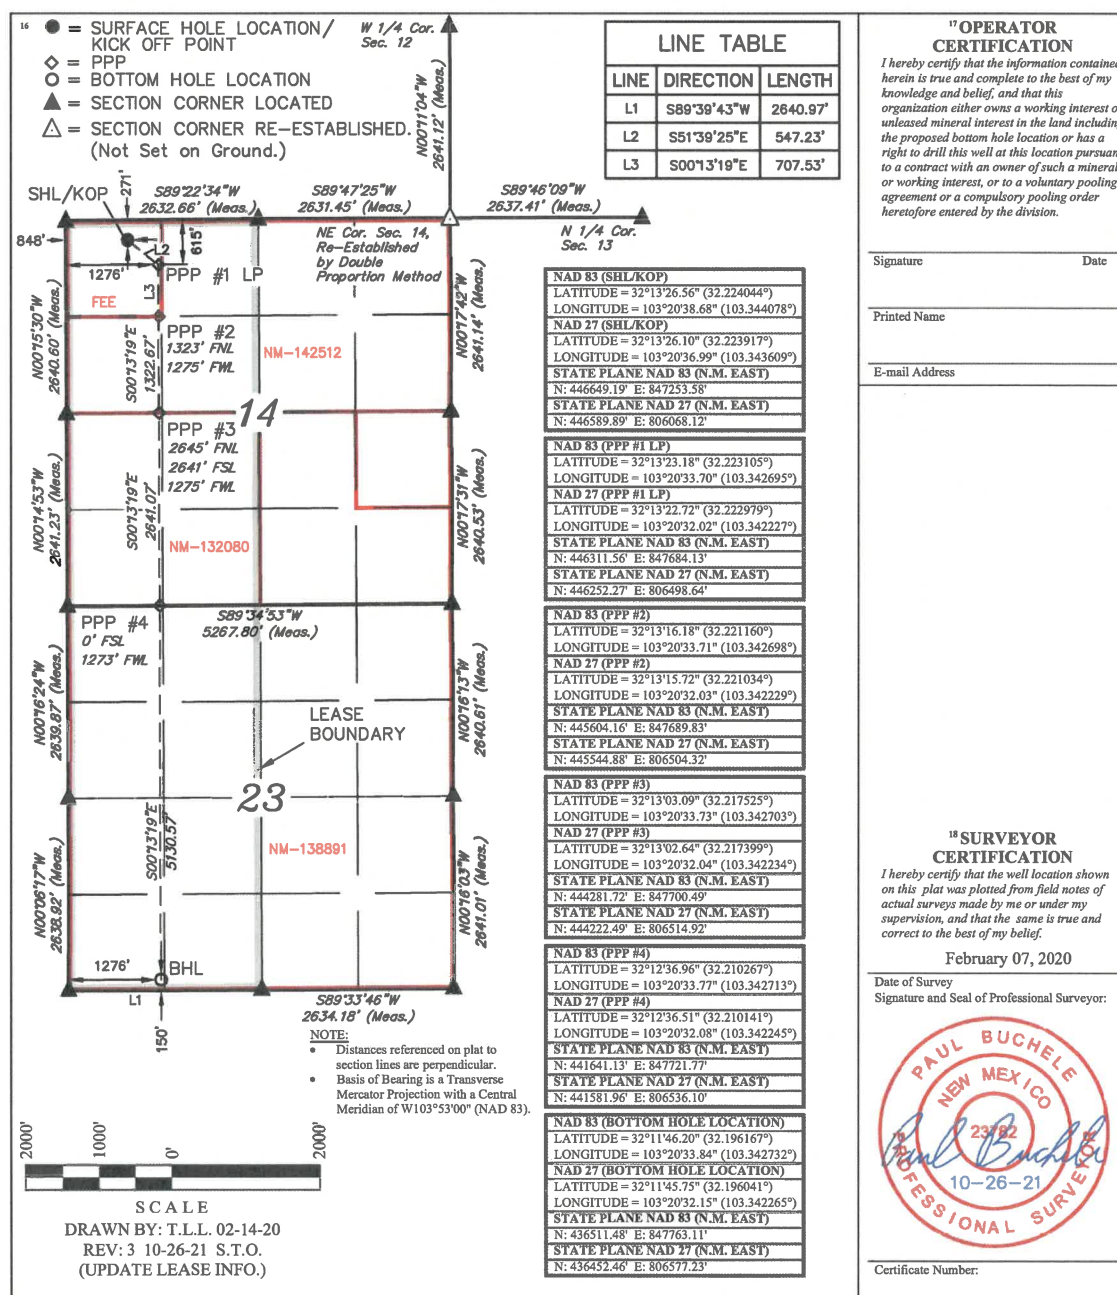 16
= SURFACE HOLE LOCATION/
KICK OFF POINT
= PPP
= BOTTOM HOLE LOCATION
= SECTION CORNER LOCATED
= SECTION CORNER RE-ESTABLISHED.
(Not Set on Ground.)
W 1/4 Cor.
Sec. 12
N00°11'04"W
2641.12' (Meas.)
LINE TABLE
LINE DIRECTION LENGTH
L1 S89°39'43"W 2640.97'
L2 S51°39'25"E 547.23'
L3 S00°13'19"E 707.53'
SHL/KOP
271'
S89°22'34"W
2632.66' (Meas.)
S89°47'25"W
2631.45' (Meas.)
S89°46'09"W
2637.41' (Meas.)
N 1/4 Cor.
Sec. 13
848'
L2
615'
NE Cor. Sec. 14,
Re-Established
by Double
Proportion Method
1276'
PPP #1 LP
L3
FEE
N00°15'30"W
2640.60' (Meas.)
S00°13'19"E
1322.67'
PPP #2
1323' FNL
1275' FWL
NM-142512
N00°17'42"W
2641.14' (Meas.)
14
PPP #3
2645' FNL
2641' FSL
1275' FWL
N00°14'53"W
2641.23' (Meas.)
S00°13'19"E
2641.07'
NM-132080
N00°17'31"W
2640.53' (Meas.)
PPP #4
0' FSL
1273' FWL
S89°34'53"W
5267.80' (Meas.)
N00°16'24"W
2639.87' (Meas.)
LEASE
BOUNDARY
N00°16'13"W
2640.61' (Meas.)
23
S00°13'19"E
5130.57'
NM-138891
N00°06'17"W
2638.92' (Meas.)
N00°16'03"W
2641.01' (Meas.)
1276'
BHL
L1
150'
S89°33'46"W
2634.18' (Meas.)
NOTE:
• Distances referenced on plat to
section lines are perpendicular.
• Basis of Bearing is a Transverse
Mercator Projection with a Central
Meridian of W103°53'00" (NAD 83).
2000'
1000'
0'
2000'
SCALE
DRAWN BY: T.L.L. 02-14-20
REV: 3 10-26-21 S.T.O.
(UPDATE LEASE INFO.)
NAD 83 (SHL/KOP)
LATITUDE = 32°13'26.56" (32.224044°)
LONGITUDE = 103°20'38.68" (103.344078°)
NAD 27 (SHL/KOP)
LATITUDE = 32°13'26.10" (32.223917°)
LONGITUDE = 103°20'36.99" (103.343609°)
STATE PLANE NAD 83 (N.M. EAST)
N: 446649.19' E: 847253.58'
STATE PLANE NAD 27 (N.M. EAST)
N: 446589.89' E: 806068.12'
NAD 83 (PPP #1 LP)
LATITUDE = 32°13'23.18" (32.223105°)
LONGITUDE = 103°20'33.70" (103.342695°)
NAD 27 (PPP #1 LP)
LATITUDE = 32°13'22.72" (32.222979°)
LONGITUDE = 103°20'32.02" (103.342227°)
STATE PLANE NAD 83 (N.M. EAST)
N: 446311.56' E: 847684.13'
STATE PLANE NAD 27 (N.M. EAST)
N: 446252.27' E: 806498.64'
NAD 83 (PPP #2)
LATITUDE = 32°13'16.18" (32.221160°)
LONGITUDE = 103°20'33.71" (103.342698°)
NAD 27 (PPP #2)
LATITUDE = 32°13'15.72" (32.221034°)
LONGITUDE = 103°20'32.03" (103.342229°)
STATE PLANE NAD 83 (N.M. EAST)
N: 445604.16' E: 847689.83'
STATE PLANE NAD 27 (N.M. EAST)
N: 445544.88' E: 806504.32'
NAD 83 (PPP #3)
LATITUDE = 32°13'03.09" (32.217525°)
LONGITUDE = 103°20'33.73" (103.342703°)
NAD 27 (PPP #3)
LATITUDE = 32°13'02.64" (32.217399°)
LONGITUDE = 103°20'32.04" (103.342234°)
STATE PLANE NAD 83 (N.M. EAST)
N: 444281.72' E: 847700.49'
STATE PLANE NAD 27 (N.M. EAST)
N: 444222.49' E: 806514.92'
NAD 83 (PPP #4)
LATITUDE = 32°12'36.96" (32.210267°)
LONGITUDE = 103°20'33.77" (103.342713°)
NAD 27 (PPP #4)
LATITUDE = 32°12'36.51" (32.210141°)
LONGITUDE = 103°20'32.08" (103.342245°)
STATE PLANE NAD 83 (N.M. EAST)
N: 441641.13' E: 847721.77'
STATE PLANE NAD 27 (N.M. EAST)
N: 441581.96' E: 806536.10'
NAD 83 (BOTTOM HOLE LOCATION)
LATITUDE = 32°11'46.20" (32.196167°)
LONGITUDE = 103°20'33.84" (103.342732°)
NAD 27 (BOTTOM HOLE LOCATION)
LATITUDE = 32°11'45.75" (32.196041°)
LONGITUDE = 103°20'32.15" (103.342265°)
STATE PLANE NAD 83 (N.M. EAST)
N: 436511.48' E: 847763.11'
STATE PLANE NAD 27 (N.M. EAST)
N: 436452.46' E: 806577.23'
17 OPERATOR
CERTIFICATION
I hereby certify that the information contained
herein is true and complete to the best of my
knowledge and belief, and that this
organization either owns a working interest o
unleased mineral interest in the land including
the proposed bottom hole location or has a
right to drill this well at this location pursuan
to a contract with an owner of such a mineral
or working interest, or to a voluntary pooling
agreement or a compulsory pooling order
heretofore entered by the division.
Signature Date
Printed Name
E-mail Address
18 SURVEYOR
CERTIFICATION
I hereby certify that the well location shown
on this plat was plotted from field notes of
actual surveys made by me or under my
supervision, and that the same is true and
correct to the best of my belief.
February 07, 2020
Date of Survey
Signature and Seal of Professional Surveyor:
PAUL BUCHELE
NEW MEXICO
23782
Paul Buchele
10-26-21
PROFESSIONAL SURVEYOR
Certificate Number: